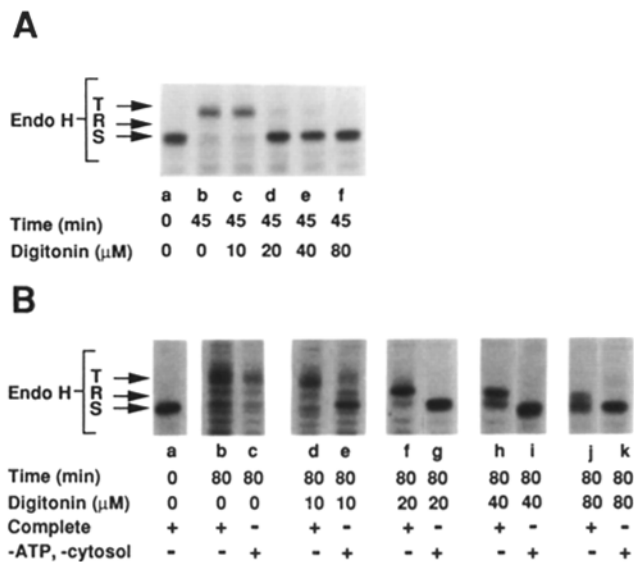 A
Endo H
T
R
S
a b c d e f
Time (min) 0 45 45 45 45 45
Digitonin (μM) 0 0 10 20 40 80
B
Endo H
T
R
S
a b c d e f g h i j k
Time (min) 0 80 80 80 80 80 80 80 80 80 80
Digitonin (μM) 0 0 0 10 10 20 20 40 40 80 80
Complete + + - + - + - + - + -
-ATP, -cytosol - - + - + - + - + - +